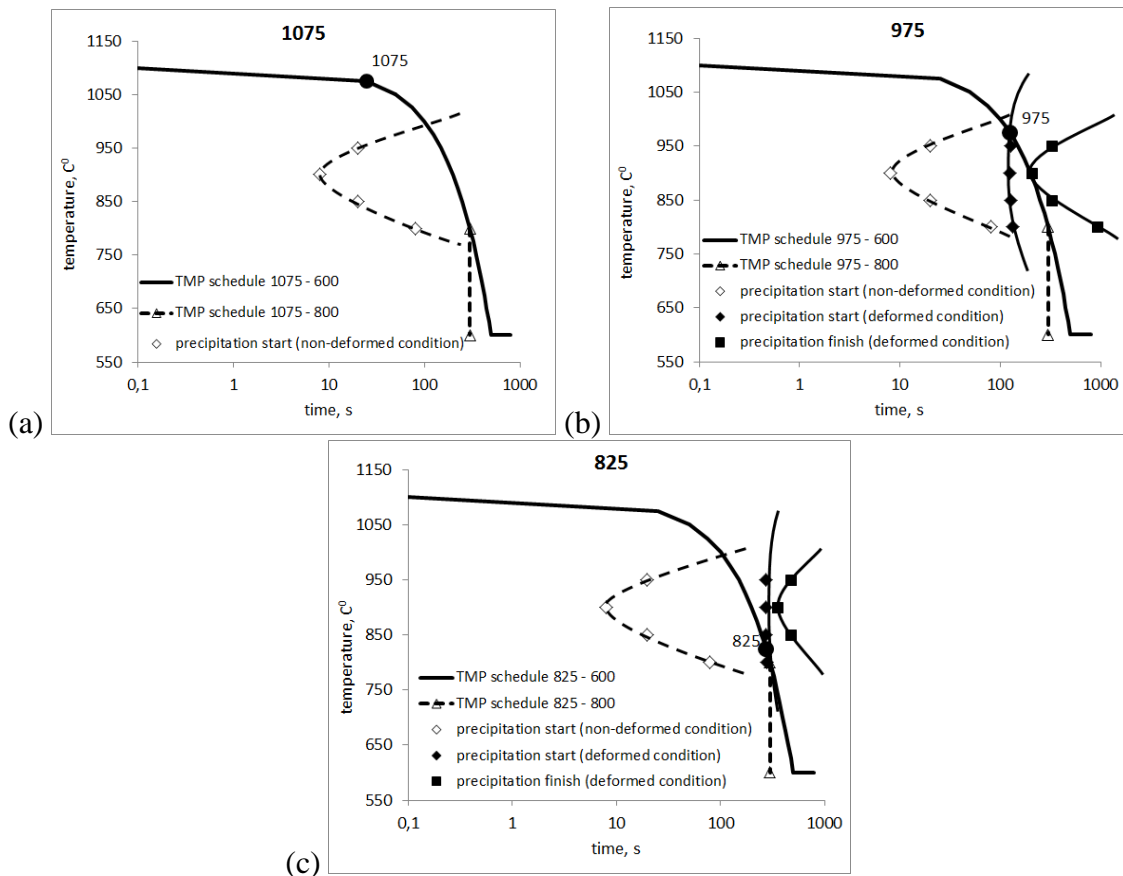 1075
1150
1050
950
850
750
650
550
temperature, C⁰
1075
TMP schedule 1075 - 600
TMP schedule 1075 - 800
precipitation start (non-deformed condition)
0,1
1
10
100
1000
time, s
(a)
975
1150
1050
950
850
750
650
550
temperature, C⁰
975
TMP schedule 975 - 600
TMP schedule 975 - 800
precipitation start (non-deformed condition)
precipitation start (deformed condition)
precipitation finish (deformed condition)
0,1
1
10
100
1000
time, s
(b)
825
1150
1050
950
850
750
650
550
temperature, C⁰
825
TMP schedule 825 - 600
TMP schedule 825 - 800
precipitation start (non-deformed condition)
precipitation start (deformed condition)
precipitation finish (deformed condition)
0,1
1
10
100
1000
time, s
(c)